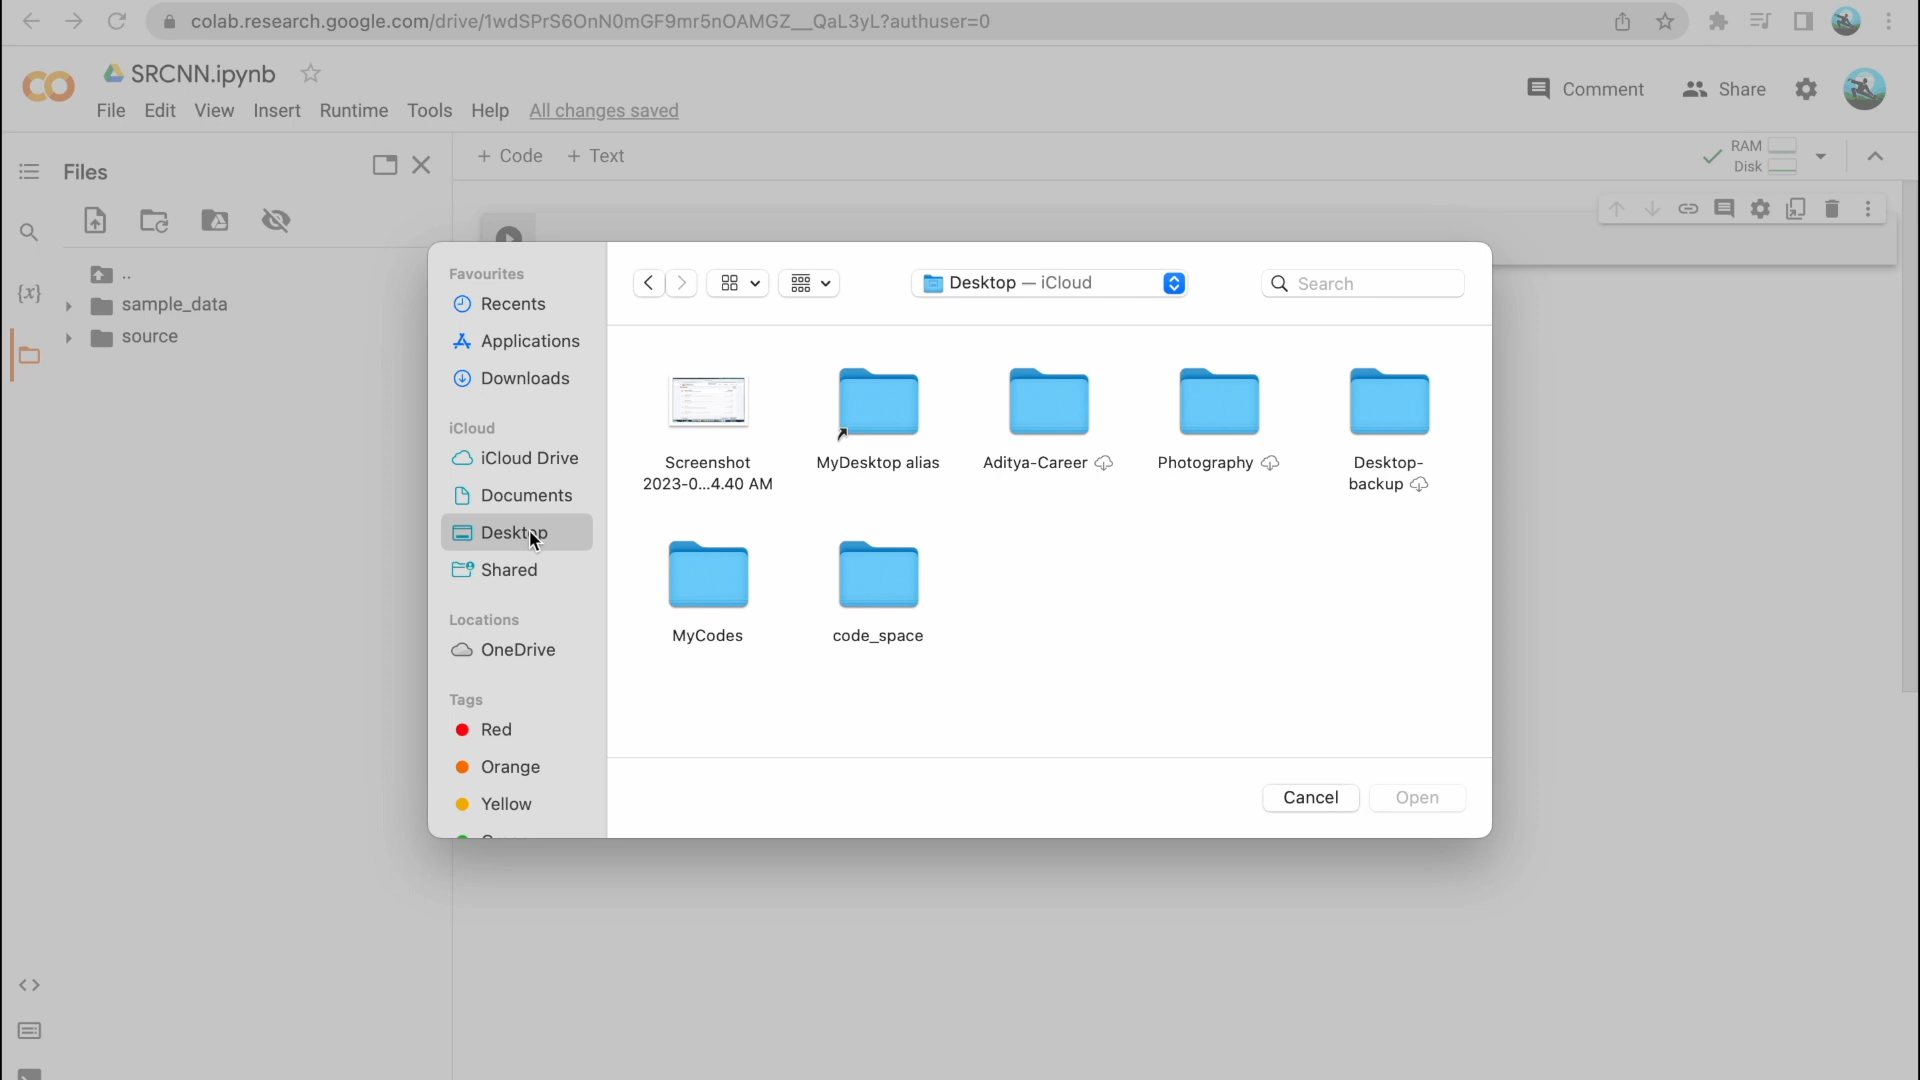 colab.research.google.com/drive/1wdSPrS6OnN0mGF9mr5nOAMGZ__QaL3yL?authuser=0
SRCNN.ipynb
File Edit View Insert Runtime Tools Help All changes saved
Comment Share
Files
+ Code + Text
RAM
Disk
..
sample_data
source
{x}
Favourites
Recents
Applications
Downloads
iCloud
iCloud Drive
Documents
Desktop
Shared
Locations
OneDrive
Tags
Red
Orange
Yellow
Desktop — iCloud
Search
Screenshot
2023-0...4.40 AM
MyDesktop alias
Aditya-Career
Photography
Desktop-
backup
MyCodes
code_space
Cancel
Open